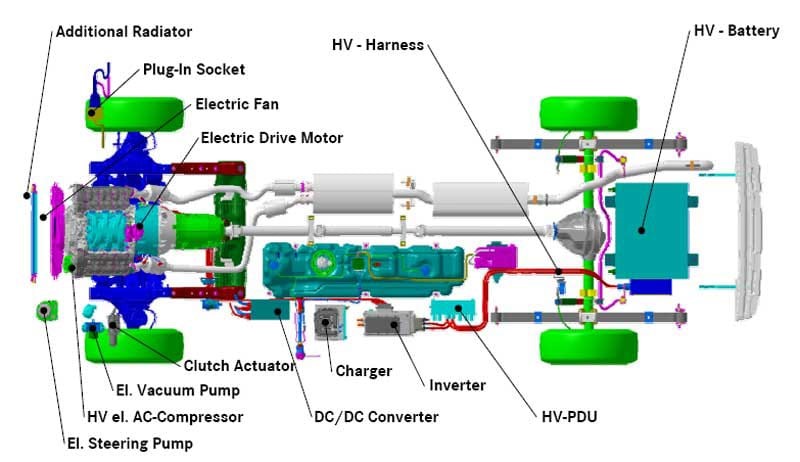 Additional Radiator
HV - Battery
HV - Harness
Plug-In Socket
Electric Fan
Electric Drive Motor
Clutch Actuator
Charger
Inverter
El. Vacuum Pump
HV el. AC-Compressor
DC/DC Converter
HV-PDU
El. Steering Pump